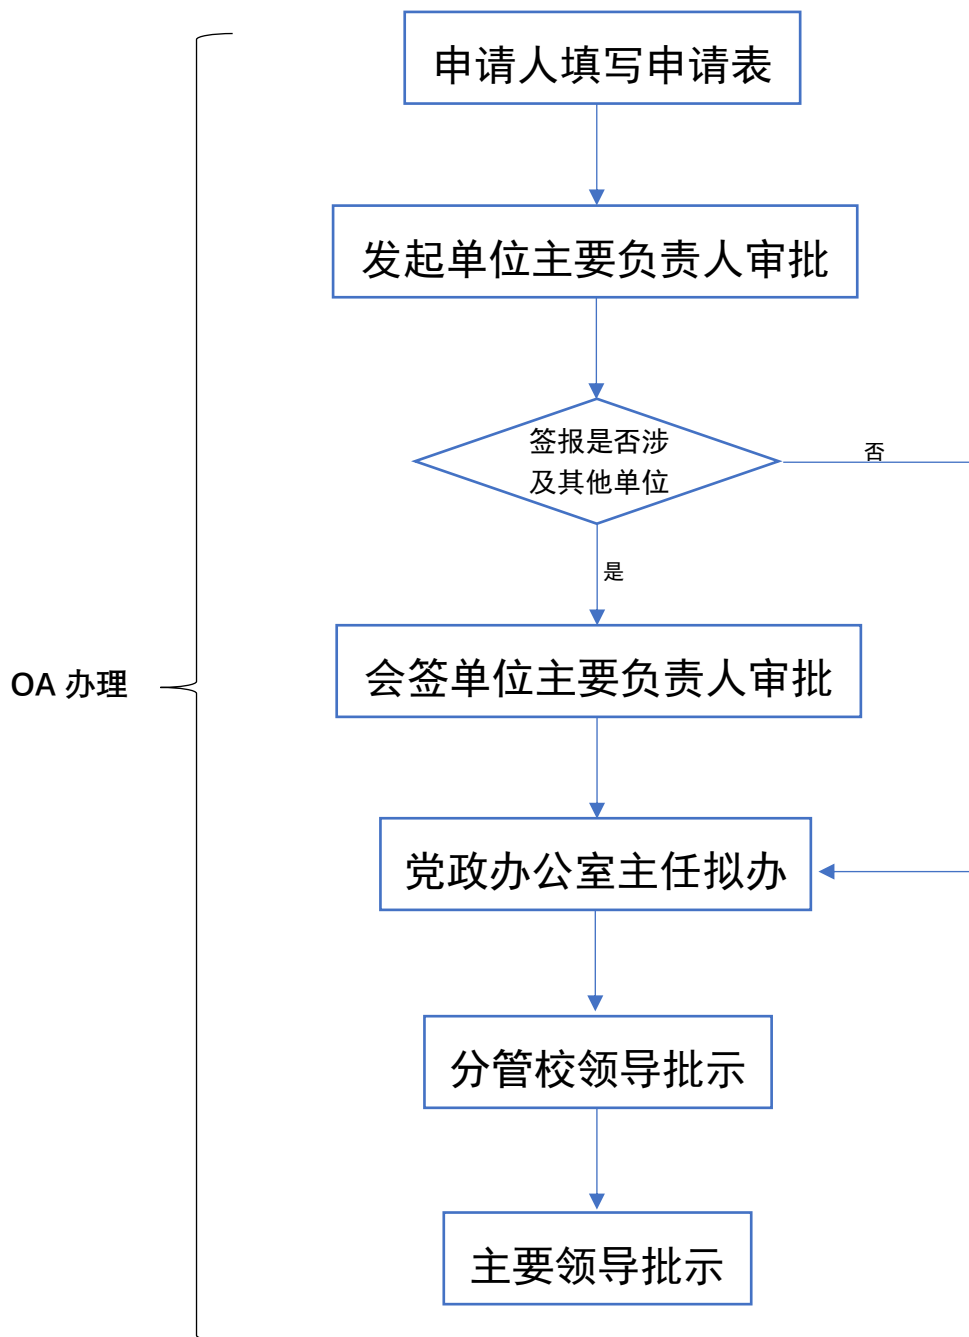 申请人填写申请表
发起单位主要负责人审批
签报是否涉
及其他单位
否
是
会签单位主要负责人审批
OA 办理
党政办公室主任拟办
分管校领导批示
主要领导批示